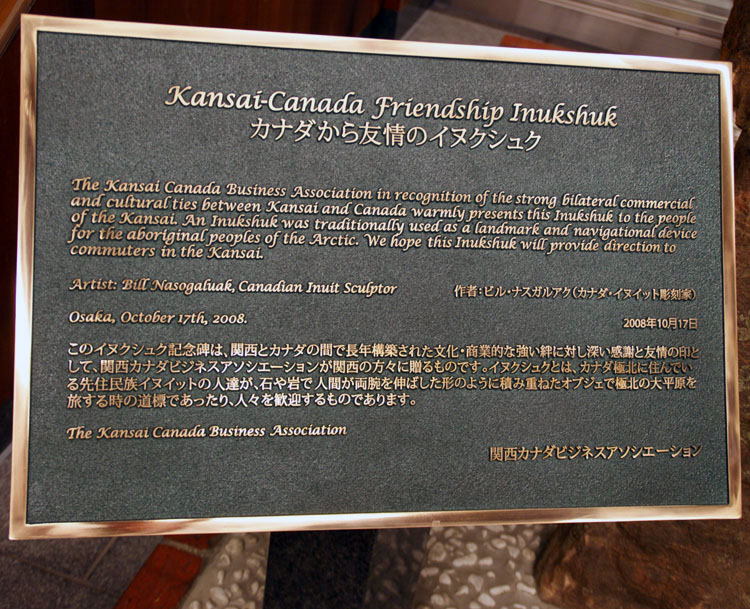 Kansai-Canada Friendship Inukshuk
カナダから友情のイヌクシュク
The Kansai Canada Business Association in recognition of the strong bilateral commercial
and cultural ties between Kansai and Canada warmly presents this Inukshuk to the people
of the Kansai. An Inukshuk was traditionally used as a landmark and navigational device
for the aboriginal peoples of the Arctic. We hope this Inukshuk will provide direction to
commuters in the Kansai.
Artist: Bill Nasogaluak, Canadian Inuit Sculptor
作者:ビル・ナスガルアク(カナダ・イヌイット彫刻家)
Osaka, October 17th, 2008.
2008年10月17日
このイヌクシュク記念碑は、関西とカナダの間で長年構築された文化・商業的な強い絆に対し深い感謝と友情の印と
して、関西カナダビジネスアソシエーションが関西の方々に贈るものです。イヌクシュクとは、カナダ極北に住んでい
る先住民族イヌイットの人達が、石や岩で人間が両腕を伸ばした形のように積み重ねたオブジェで極北の大平原を
旅する時の道標であったり、人々を歓迎するものであります。
The Kansai Canada Business Association
関西カナダビジネスアソシエーション